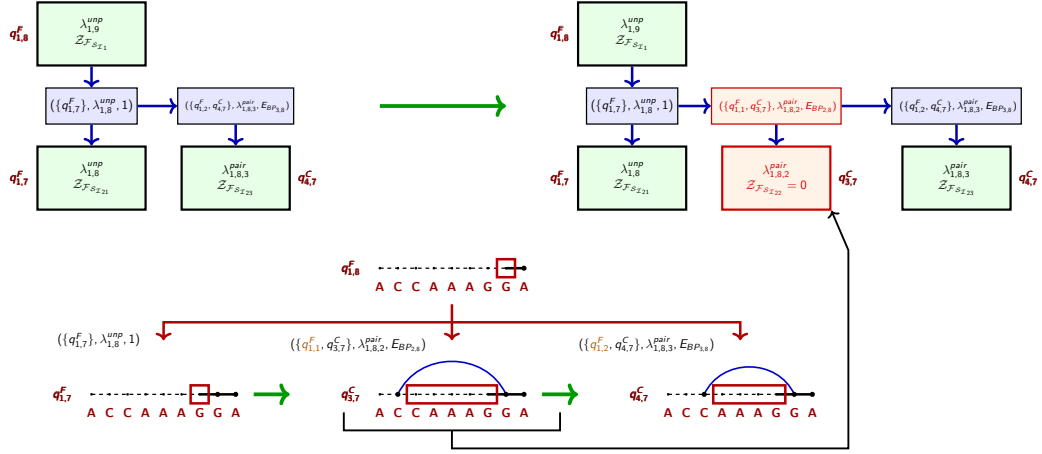 q^F_{1,8}
λ^{unp}_{1,9}
Z_{F_{S_{I_1}}}
({q^F_{1,7}}, λ^{unp}_{1,8}, 1)
({q^F_{1,2}, q^C_{4,7}}, λ^{pair}_{1,8,3}, E_{BP_{3,8}})
q^F_{1,7}
λ^{unp}_{1,8}
Z_{F_{S_{I_{21}}}}
λ^{pair}_{1,8,3}
Z_{F_{S_{I_{23}}}}
q^C_{4,7}
q^F_{1,8}
λ^{unp}_{1,9}
Z_{F_{S_{I_1}}}
({q^F_{1,7}}, λ^{unp}_{1,8}, 1)
({q^F_{1,1}, q^C_{3,7}}, λ^{pair}_{1,8,2}, E_{BP_{2,8}})
({q^F_{1,2}, q^C_{4,7}}, λ^{pair}_{1,8,3}, E_{BP_{3,8}})
q^F_{1,7}
λ^{unp}_{1,8}
Z_{F_{S_{I_{21}}}}
λ^{pair}_{1,8,2}
Z_{F_{S_{I_{22}}}} = 0
q^C_{3,7}
λ^{pair}_{1,8,3}
Z_{F_{S_{I_{23}}}}
q^C_{4,7}
q^F_{1,8}
A C C A A A G G A
({q^F_{1,7}}, λ^{unp}_{1,8}, 1)
({q^F_{1,1}, q^C_{3,7}}, λ^{pair}_{1,8,2}, E_{BP_{2,8}})
({q^F_{1,2}, q^C_{4,7}}, λ^{pair}_{1,8,3}, E_{BP_{3,8}})
q^F_{1,7}
A C C A A A G G A
q^C_{3,7}
A C C A A A G G A
q^C_{4,7}
A C C A A A G G A